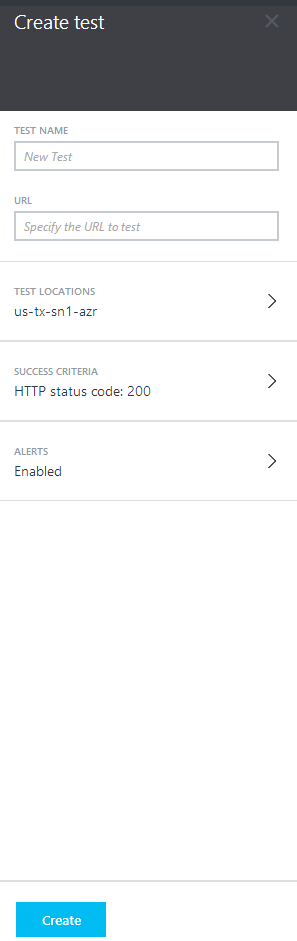 Create test
TEST NAME
New Test
URL
Specify the URL to test
TEST LOCATIONS
us-tx-sn1-azr
SUCCESS CRITERIA
HTTP status code: 200
ALERTS
Enabled
Create